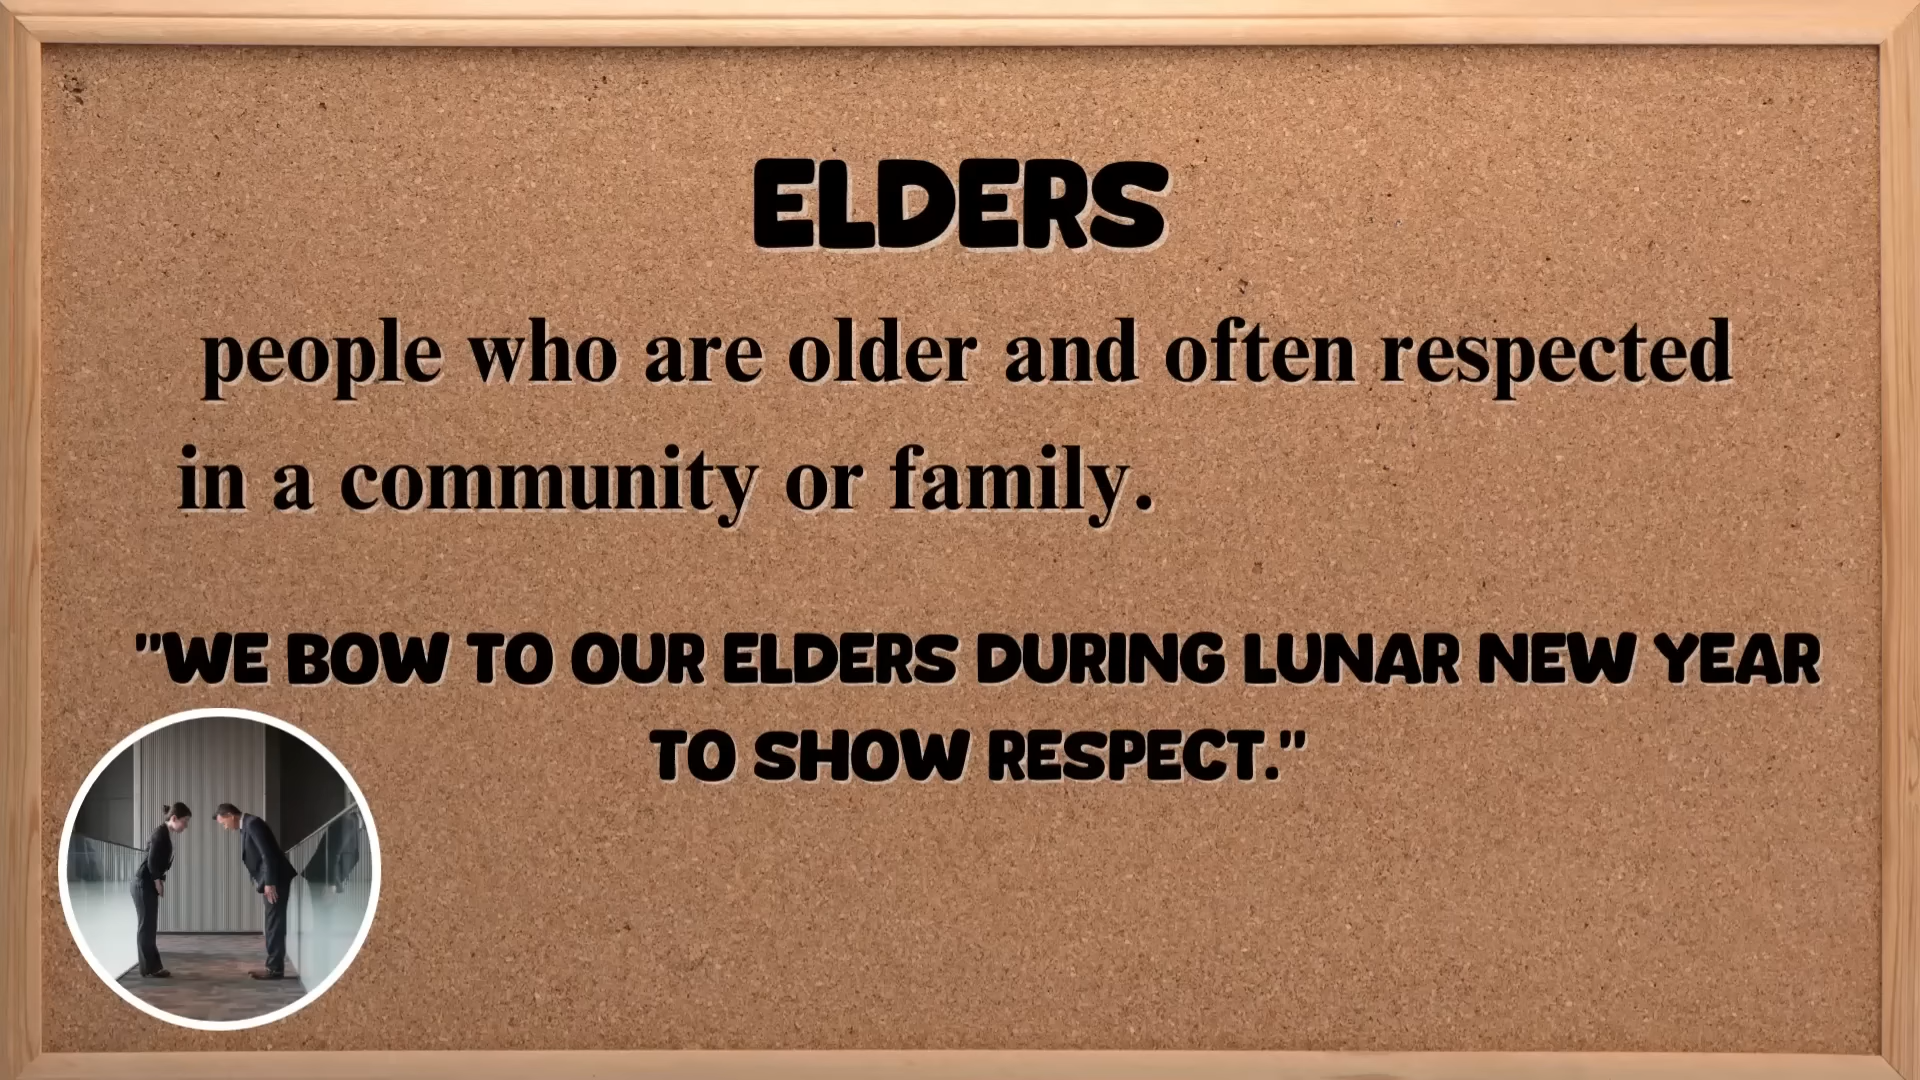 ELDERS
people who are older and often respected
in a community or family.
"WE BOW TO OUR ELDERS DURING LUNAR NEW YEAR
TO SHOW RESPECT."